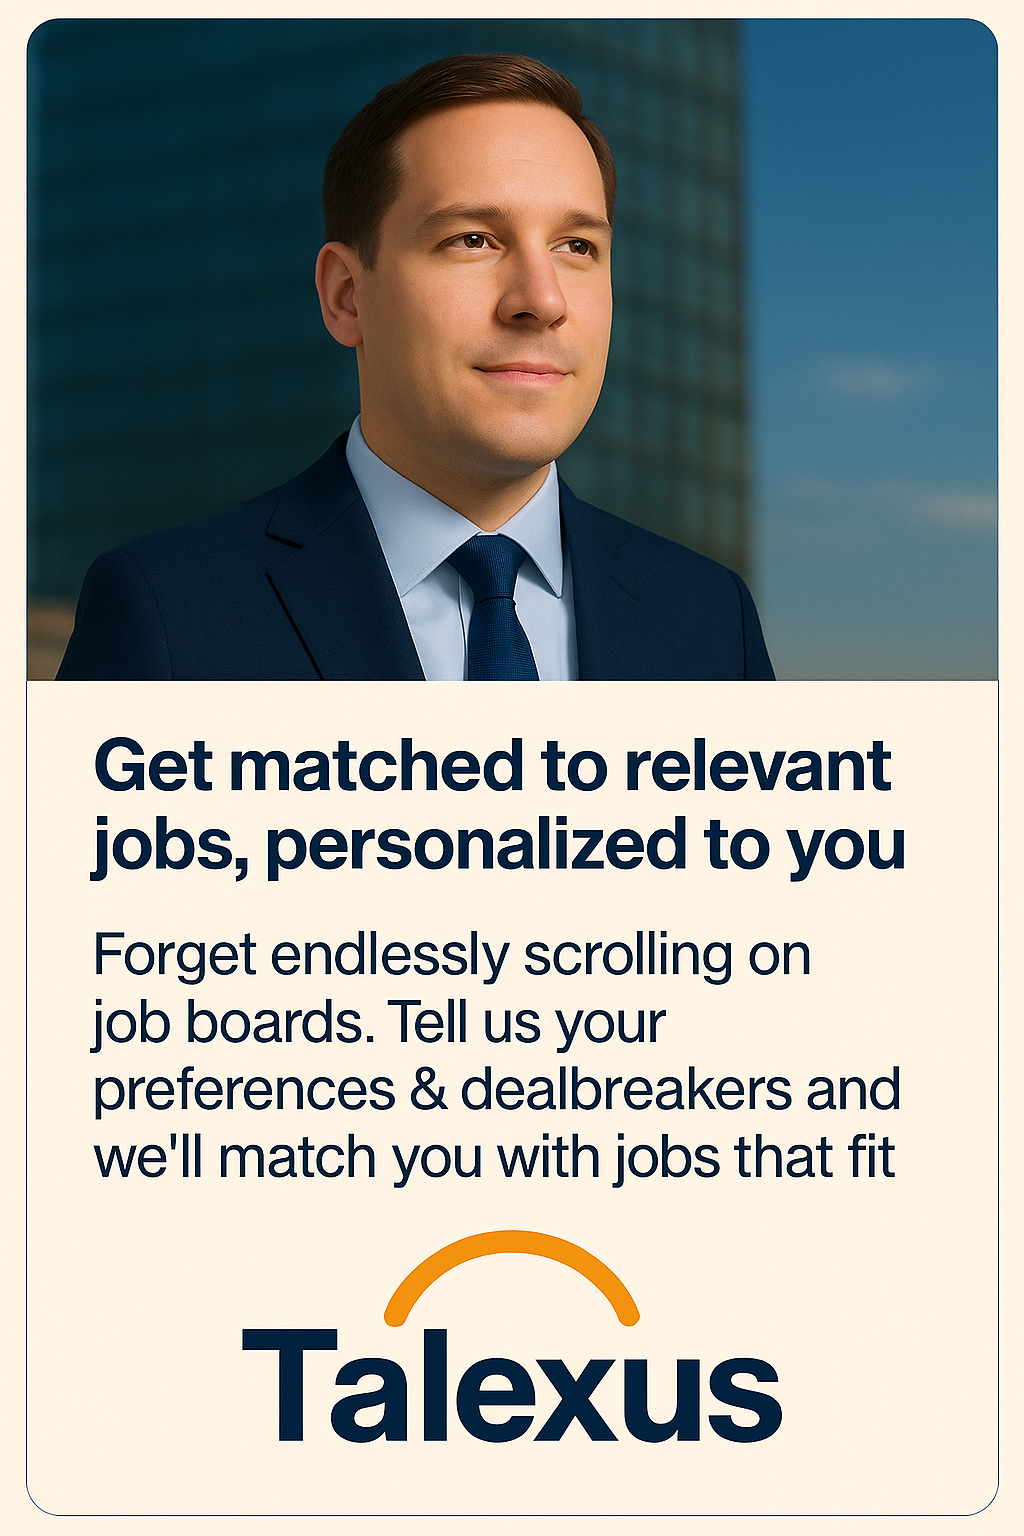 Get matched to relevant
jobs, personalized to you
Forget endlessly scrolling on
job boards. Tell us your
preferences & dealbreakers and
we'll match you with jobs that fit
Talexus